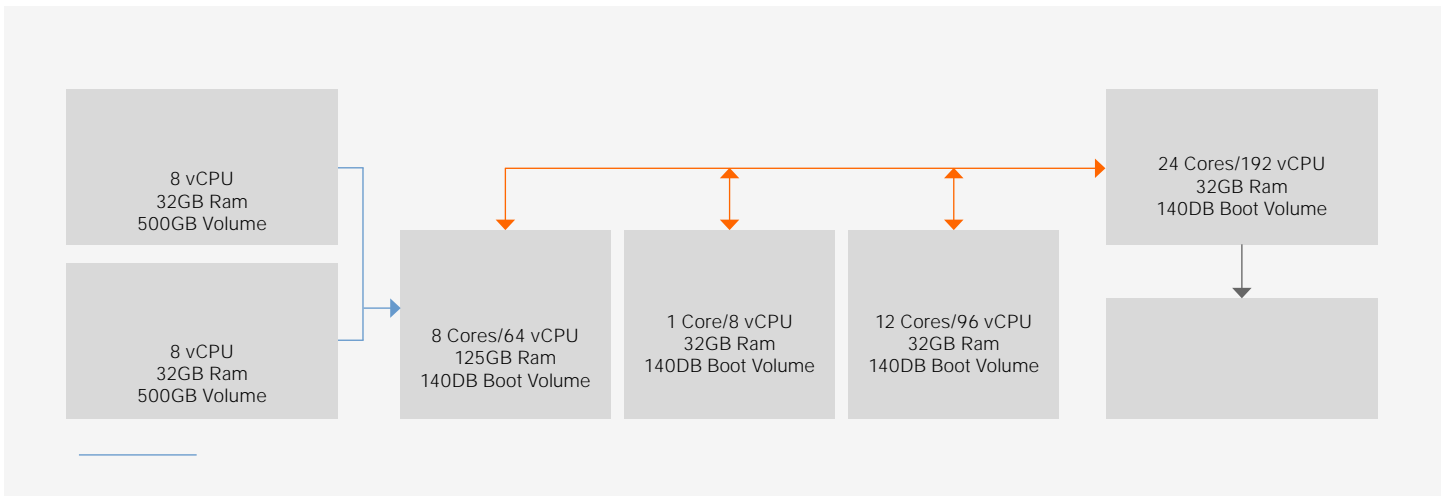 8 vCPU
32GB Ram
500GB Volume
8 vCPU
32GB Ram
500GB Volume
8 Cores/64 vCPU
125GB Ram
140DB Boot Volume
1 Core/8 vCPU
32GB Ram
140DB Boot Volume
12 Cores/96 vCPU
32GB Ram
140DB Boot Volume
24 Cores/192 vCPU
32GB Ram
140DB Boot Volume